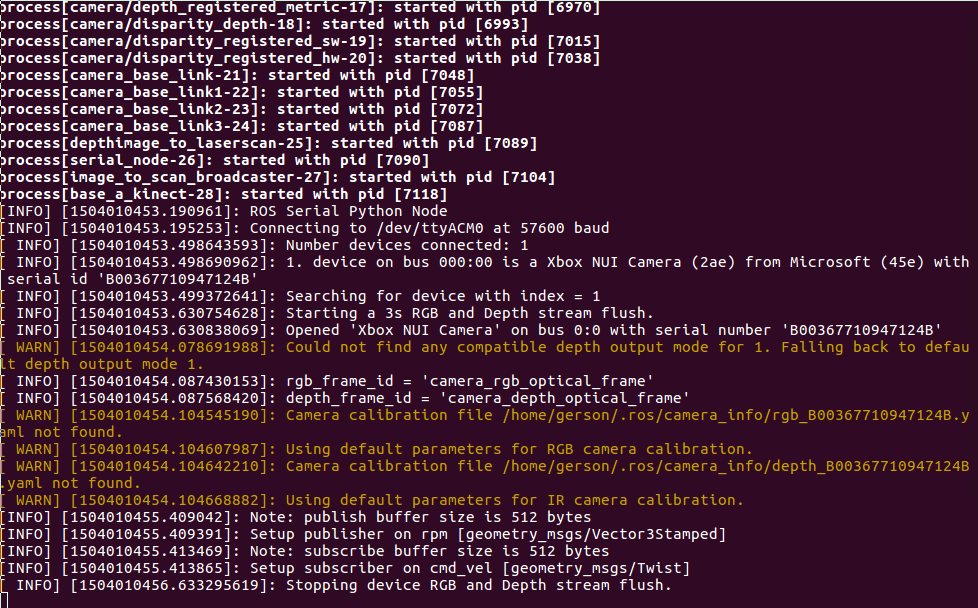 process[camera/depth_registered_metric-17]: started with pid [6970]
process[camera/disparity_depth-18]: started with pid [6993]
process[camera/disparity_registered_sw-19]: started with pid [7015]
process[camera/disparity_registered_hw-20]: started with pid [7038]
process[camera_base_link-21]: started with pid [7048]
process[camera_base_link1-22]: started with pid [7055]
process[camera_base_link2-23]: started with pid [7072]
process[camera_base_link3-24]: started with pid [7087]
process[depthimage_to_laserscan-25]: started with pid [7089]
process[serial_node-26]: started with pid [7090]
process[image_to_scan_broadcaster-27]: started with pid [7104]
process[base_a_kinect-28]: started with pid [7118]
[INFO] [1504010453.190961]: ROS Serial Python Node
[INFO] [1504010453.195253]: Connecting to /dev/ttyACM0 at 57600 baud
[ INFO] [1504010453.498643593]: Number devices connected: 1
[ INFO] [1504010453.498690962]: 1. device on bus 000:00 is a Xbox NUI Camera (2ae) from Microsoft (45e) with
serial id 'B00367710947124B'
[ INFO] [1504010453.499372641]: Searching for device with index = 1
[ INFO] [1504010453.630754628]: Starting a 3s RGB and Depth stream flush.
[ INFO] [1504010453.630838069]: Opened 'Xbox NUI Camera' on bus 0:0 with serial number 'B00367710947124B'
[ WARN] [1504010454.078691988]: Could not find any compatible depth output mode for 1. Falling back to defau
lt depth output mode 1.
[ INFO] [1504010454.087430153]: rgb_frame_id = 'camera_rgb_optical_frame'
[ INFO] [1504010454.087568420]: depth_frame_id = 'camera_depth_optical_frame'
[ WARN] [1504010454.104545190]: Camera calibration file /home/gerson/.ros/camera_info/rgb_B00367710947124B.y
aml not found.
[ WARN] [1504010454.104607987]: Using default parameters for RGB camera calibration.
[ WARN] [1504010454.104642210]: Camera calibration file /home/gerson/.ros/camera_info/depth_B00367710947124B
.yaml not found.
[ WARN] [1504010454.104668882]: Using default parameters for IR camera calibration.
[INFO] [1504010455.409042]: Note: publish buffer size is 512 bytes
[INFO] [1504010455.409391]: Setup publisher on rpm [geometry_msgs/Vector3Stamped]
[INFO] [1504010455.413469]: Note: subscribe buffer size is 512 bytes
[INFO] [1504010455.413865]: Setup subscriber on cmd_vel [geometry_msgs/Twist]
[ INFO] [1504010456.633295619]: Stopping device RGB and Depth stream flush.